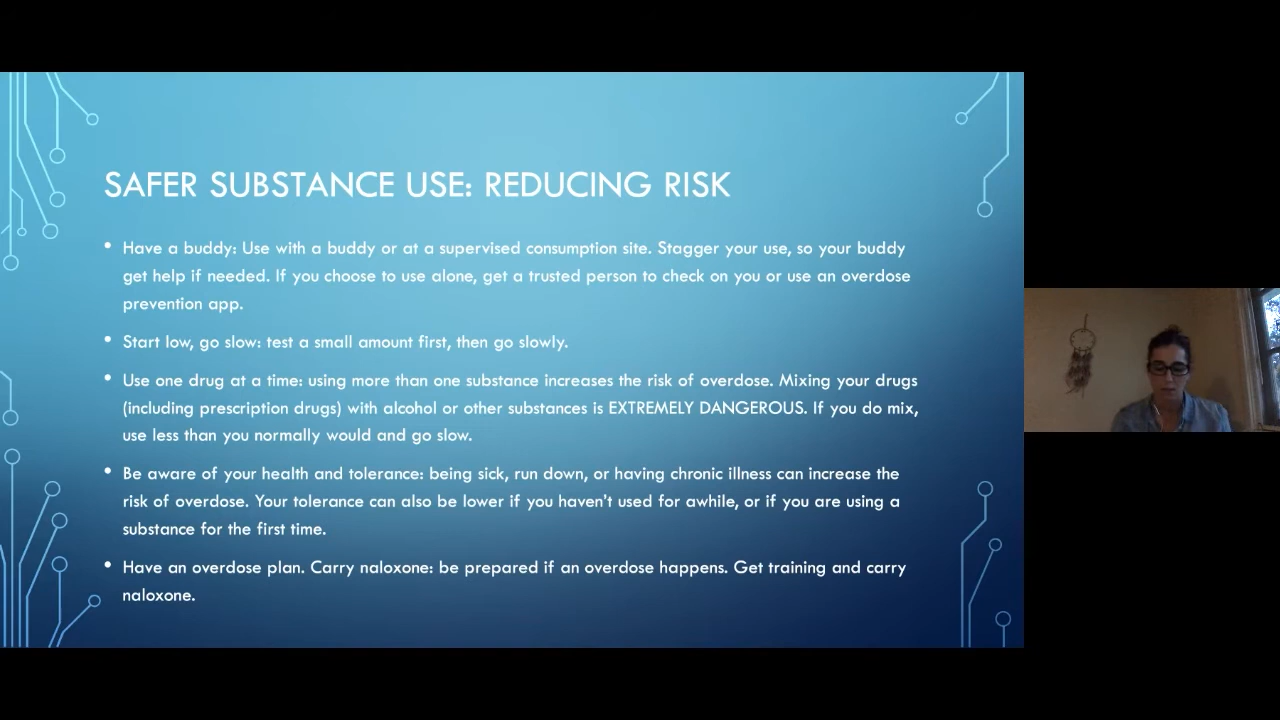 SAFER SUBSTANCE USE: REDUCING RISK
• Have a buddy: Use with a buddy or at a supervised consumption site. Stagger your use, so your buddy
get help if needed. If you choose to use alone, get a trusted person to check on you or use an overdose
prevention app.
• Start low, go slow: test a small amount first, then go slowly.
• Use one drug at a time: using more than one substance increases the risk of overdose. Mixing your drugs
(including prescription drugs) with alcohol or other substances is EXTREMELY DANGEROUS. If you do mix,
use less than you normally would and go slow.
• Be aware of your health and tolerance: being sick, run down, or having chronic illness can increase the
risk of overdose. Your tolerance can also be lower if you haven't used for awhile, or if you are using a
substance for the first time.
• Have an overdose plan. Carry naloxone: be prepared if an overdose happens. Get training and carry
naloxone.